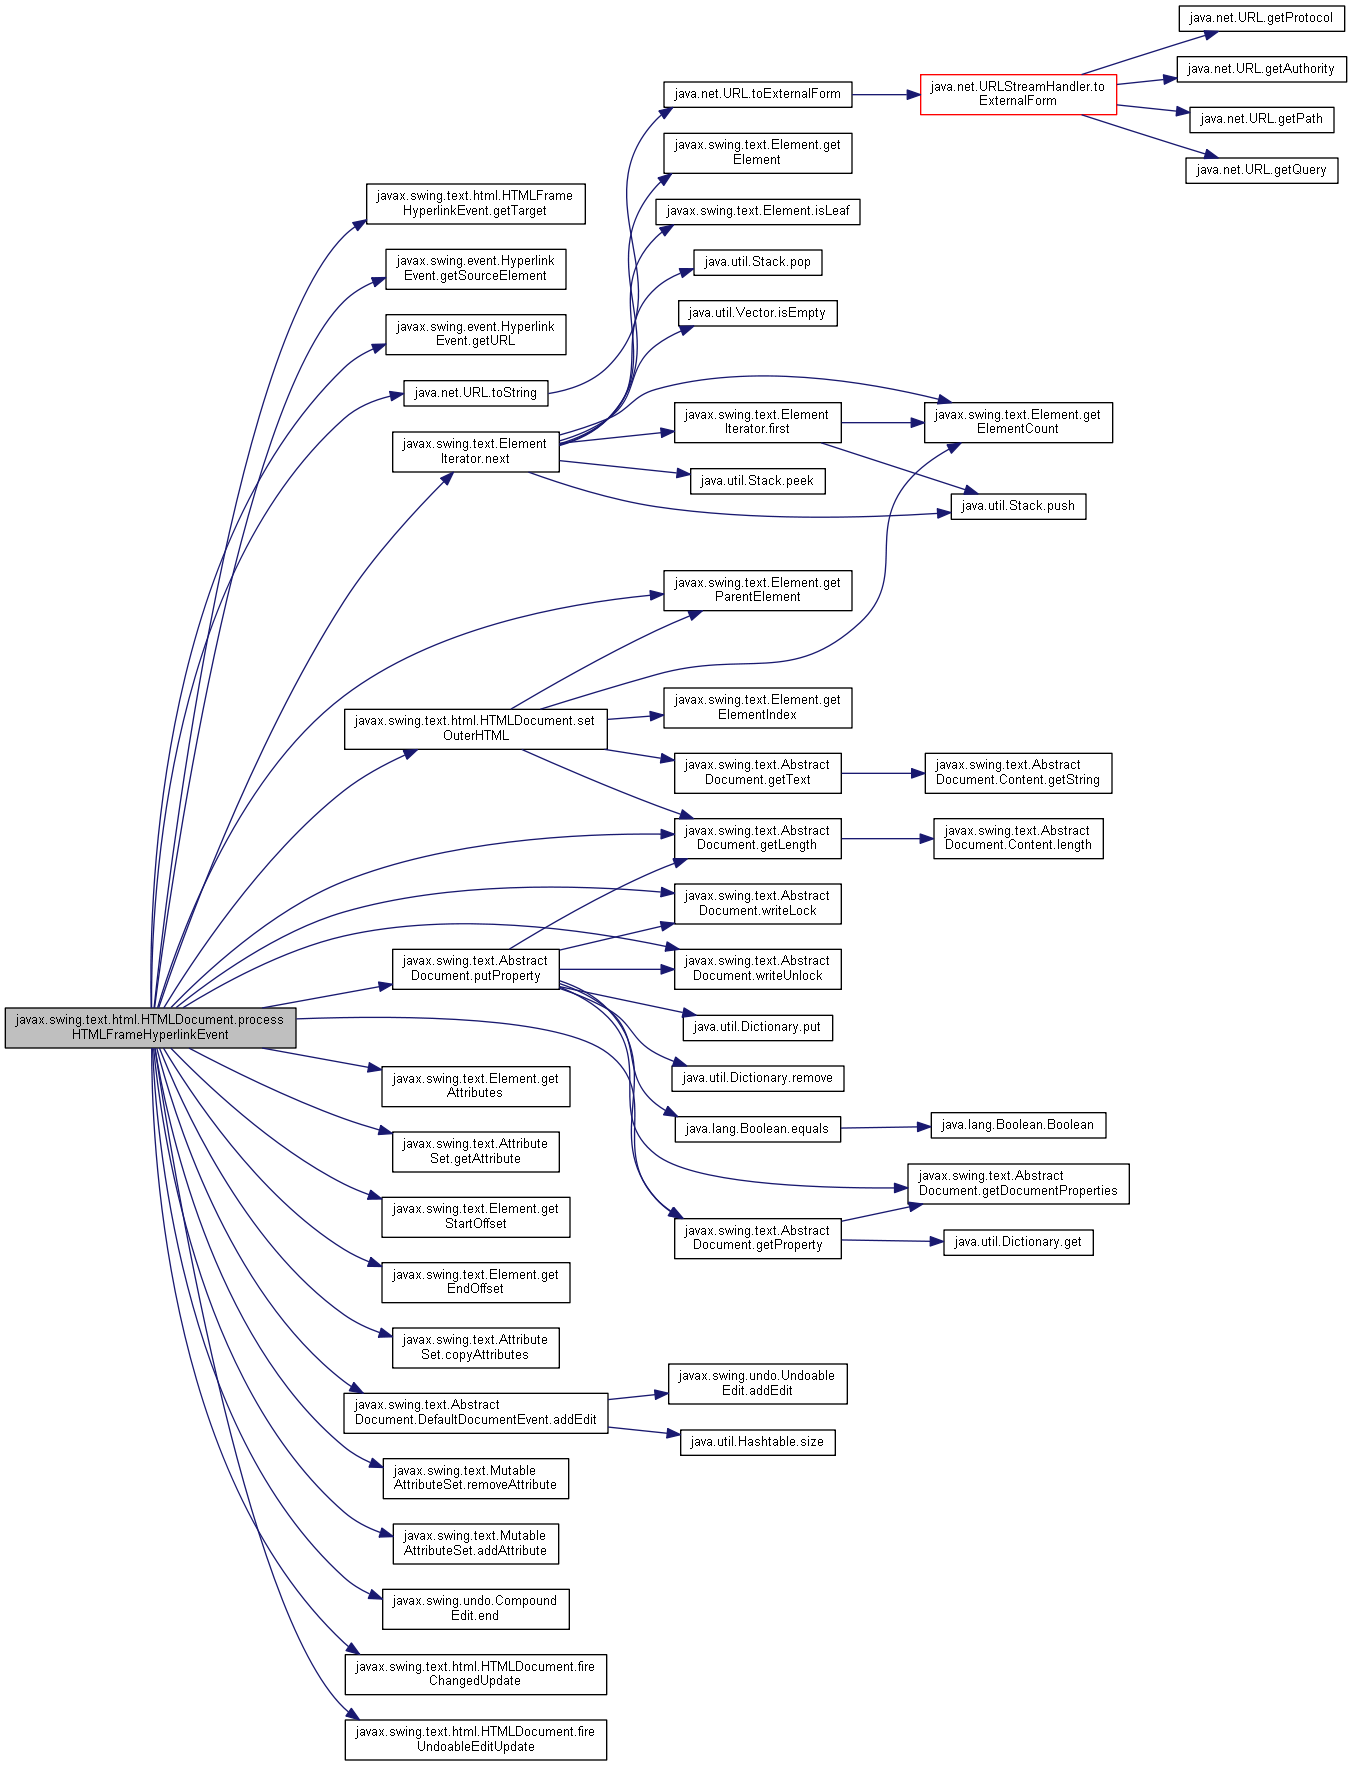 java.net.URL.getProtocol
java.net.URL.getAuthority
java.net.URL.toExternalForm
java.net.URLStreamHandler.to
ExternalForm
java.net.URL.getPath
javax.swing.text.Element.get
Element
java.net.URL.getQuery
javax.swing.text.html.HTMLFrame
HyperlinkEvent.getTarget
javax.swing.text.Element.isLeaf
javax.swing.event.Hyperlink
Event.getSourceElement
java.util.Stack.pop
java.util.Vector.isEmpty
javax.swing.event.Hyperlink
Event.getURL
java.net.URL.toString
javax.swing.text.Element
Iterator.first
javax.swing.text.Element.get
ElementCount
javax.swing.text.Element
Iterator.next
java.util.Stack.peek
java.util.Stack.push
javax.swing.text.Element.get
ParentElement
javax.swing.text.Element.get
ElementIndex
javax.swing.text.html.HTMLDocument.set
OuterHTML
javax.swing.text.Abstract
Document.getText
javax.swing.text.Abstract
Document.Content.getString
javax.swing.text.Abstract
Document.getLength
javax.swing.text.Abstract
Document.Content.length
javax.swing.text.Abstract
Document.writeLock
javax.swing.text.Abstract
Document.putProperty
javax.swing.text.Abstract
Document.writeUnlock
javax.swing.text.html.HTMLDocument.process
HTMLFrameHyperlinkEvent
java.util.Dictionary.put
javax.swing.text.Element.get
Attributes
java.util.Dictionary.remove
java.lang.Boolean.equals
java.lang.Boolean.Boolean
javax.swing.text.Attribute
Set.getAttribute
javax.swing.text.Abstract
Document.getDocumentProperties
javax.swing.text.Element.get
StartOffset
javax.swing.text.Abstract
Document.getProperty
java.util.Dictionary.get
javax.swing.text.Element.get
EndOffset
javax.swing.text.Attribute
Set.copyAttributes
javax.swing.undo.Undoable
Edit.addEdit
javax.swing.text.Abstract
Document.DefaultDocumentEvent.addEdit
java.util.Hashtable.size
javax.swing.text.Mutable
AttributeSet.removeAttribute
javax.swing.text.Mutable
AttributeSet.addAttribute
javax.swing.undo.Compound
Edit.end
javax.swing.text.html.HTMLDocument.fire
ChangedUpdate
javax.swing.text.html.HTMLDocument.fire
UndoableEditUpdate